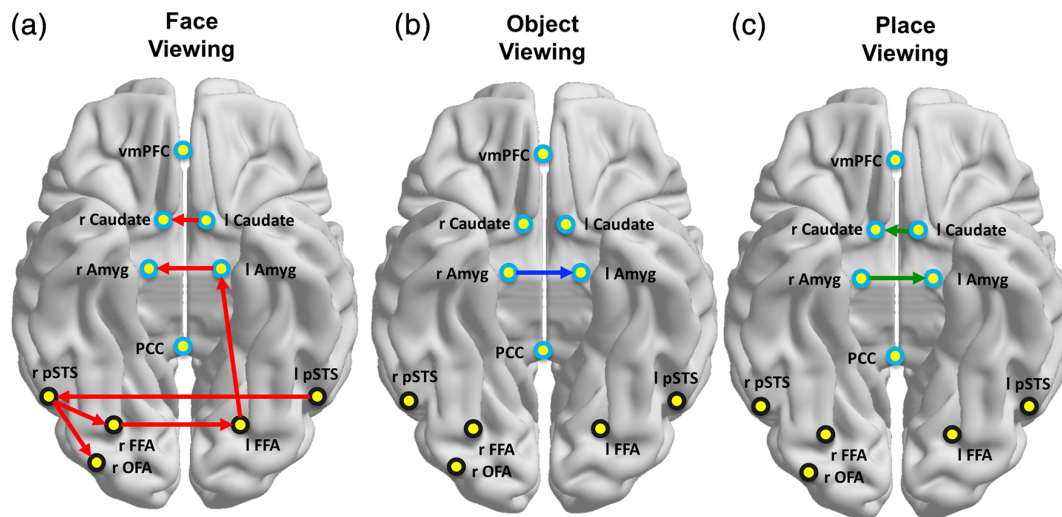 (a)
Face
Viewing
vmPFC
r Caudate
l Caudate
r Amyg
l Amyg
PCC
r pSTS
l pSTS
r FFA
l FFA
r OFA
(b)
Object
Viewing
vmPFC
r Caudate
l Caudate
r Amyg
l Amyg
PCC
r pSTS
l pSTS
r FFA
l FFA
r OFA
(c)
Place
Viewing
vmPFC
r Caudate
l Caudate
r Amyg
l Amyg
PCC
r pSTS
l pSTS
r FFA
l FFA
r OFA